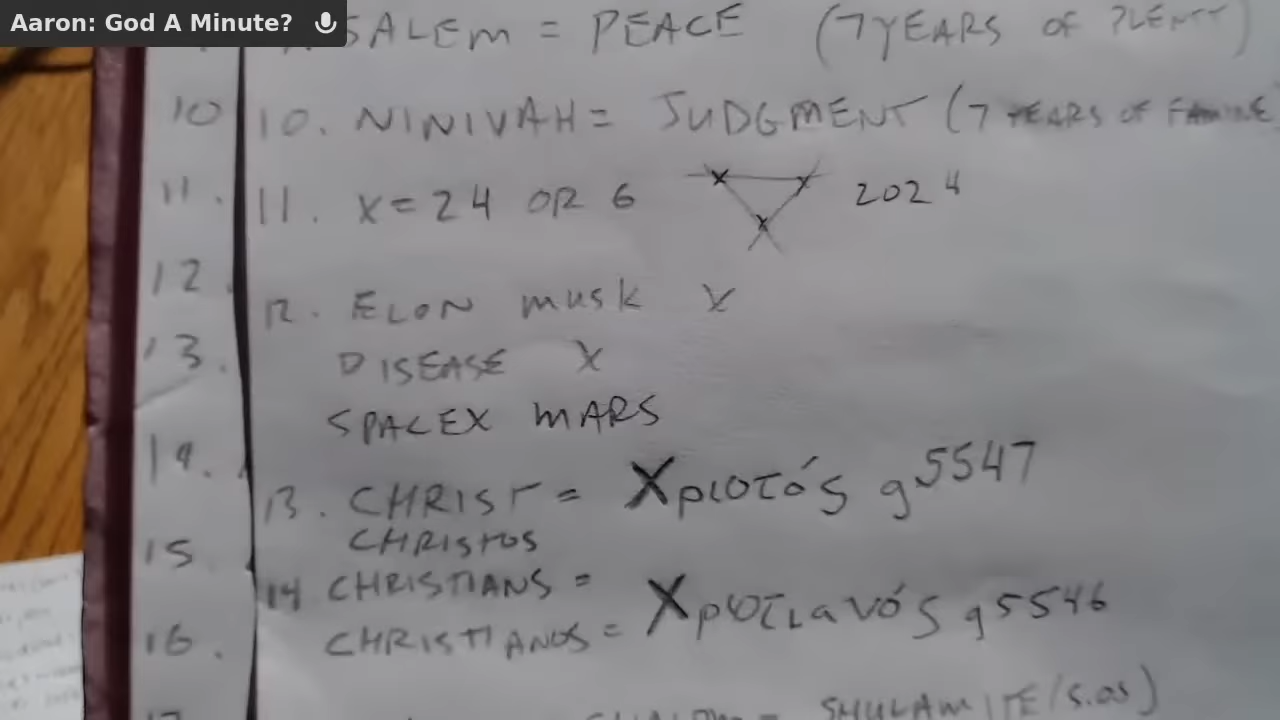 Aaron: God A Minute?
SALEM = PEACE (7 YEARS OF PLENTY)
10 10. NINIVAH = JUDGMENT (7 YEARS OF FAMINE
11. 11. X = 24 OR 6 X X X 2024
12 12. ELON MUSK X
13. DISEASE X
SPACEX MARS
14. 13. CHRIST = Χριστός g5547
15 CHRISTOS
14 CHRISTIANS = Χριστιανός g5546
16. CHRISTIANOS =
17 SHULAMITE/S.OS)